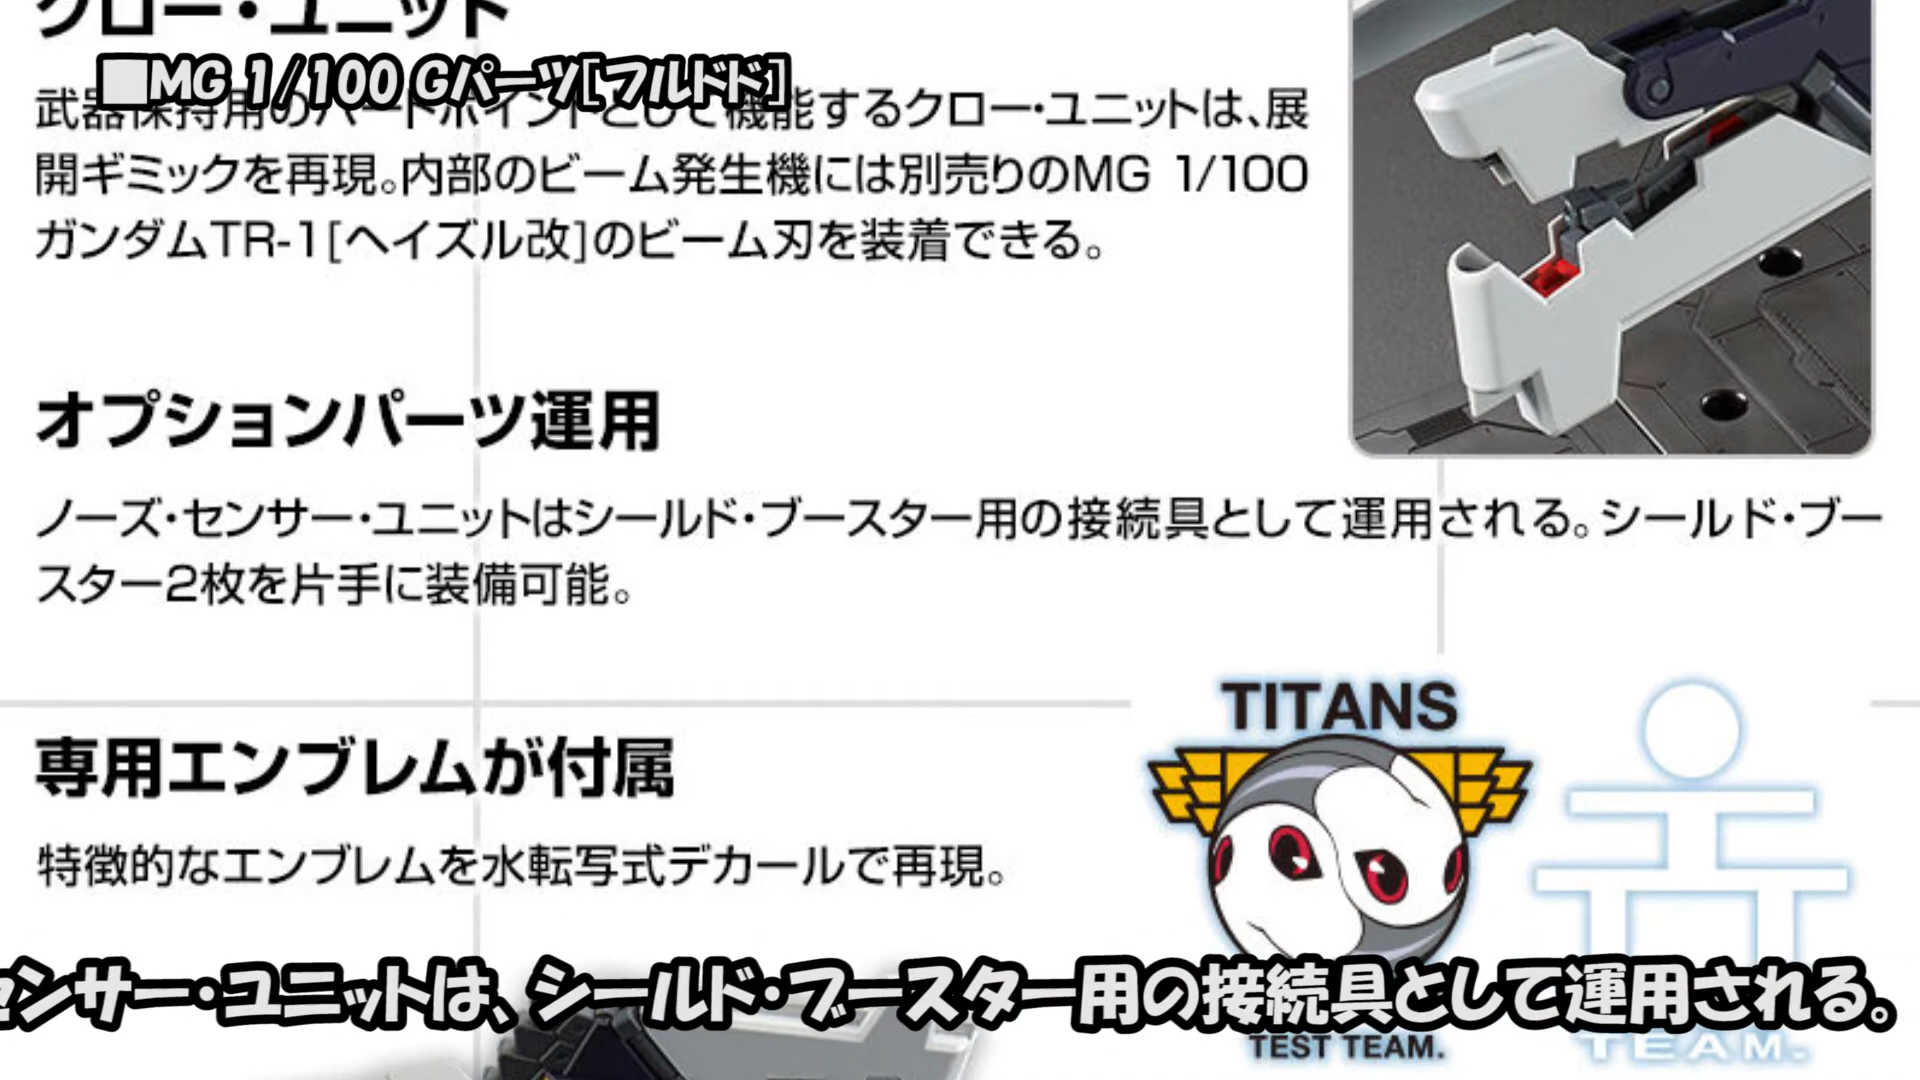 クロー・ユニット
■MG 1/100 Gパーツ[フルドド]
武器保持用のハードポイントとして機能するクロー・ユニットは、展
開ギミックを再現。内部のビーム発生機には別売りのMG 1/100
ガンダムTR-1[ヘイズル改]のビーム刃を装着できる。
オプションパーツ運用
ノーズ・センサー・ユニットはシールド・ブースター用の接続具として運用される。シールド・ブー
スター2枚を片手に装備可能。
TITANS
専用エンブレムが付属
特徴的なエンブレムを水転写式デカールで再現。
センサー・ユニットは、シールド・ブースター用の接続具として運用される。
TEST TEAM.
TEAM.